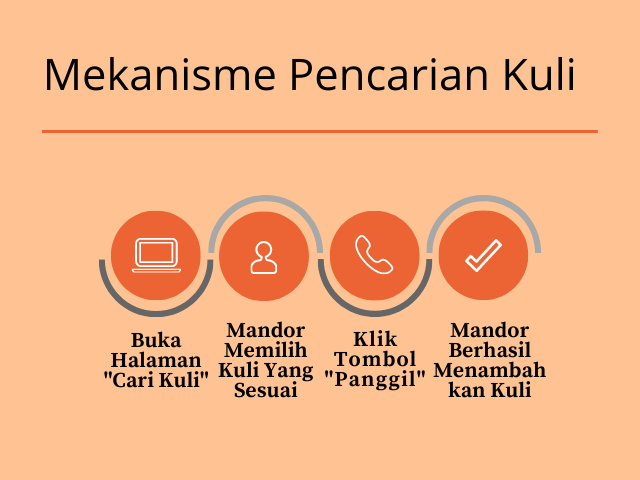 Mekanisme Pencarian Kuli
Buka
Halaman
"Cari Kuli"
Mandor
Memilih
Kuli Yang
Sesuai
Klik
Tombol
"Panggil"
Mandor
Berhasil
Menambah
kan Kuli